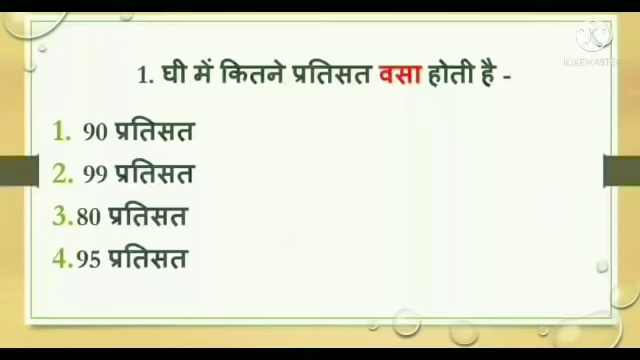 1. घी में कितने प्रतिसत वसा होती है -
1. 90 प्रतिसत
2. 99 प्रतिसत
3.80 प्रतिसत
4.95 प्रतिसत
KINEMASTER